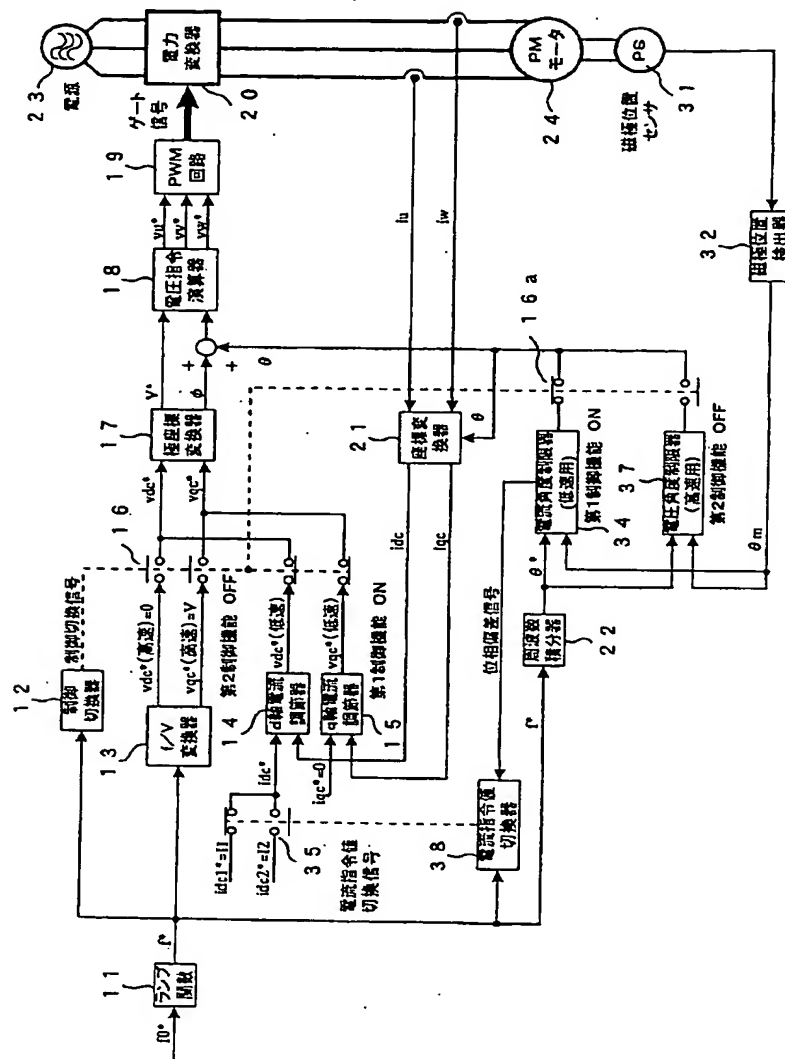 f0*
11
ランプ
関数
f*
12
制御
切換器
制御切換信号
13
f/V
変換器
vdc*(高速)=0
vqc*(高速)=V
第2制御機能 OFF
16
14
d軸電流
調節器
vdc*(低速)
15
q軸電流
調節器
vqc*(低速)
第1制御機能 ON
idc1*=I1
idc2*=I2
idc*
iqc*=0
35
電流指令値
切換信号
38
電流指令値
切換器
位相偏差信号
f*
22
周波数
積分器
θ*
vdc*
vqc*
17
極座標
変換器
V*
φ
+
+
θ
18
電圧指令
演算器
vu*
vv*
vw*
19
PWM
回路
ゲート
信号
20
電力
変換器
23
電源
iu
iw
21
座標変
換器
θ
idc
iqc
16a
電流角度制限器
(低速用)
34
第1制御機能 ON
電圧角度制限器
(高速用)
37
第2制御機能 OFF
θm
PM
モータ
24
PS
31
磁極位置
センサ
32
磁極位置
検出器